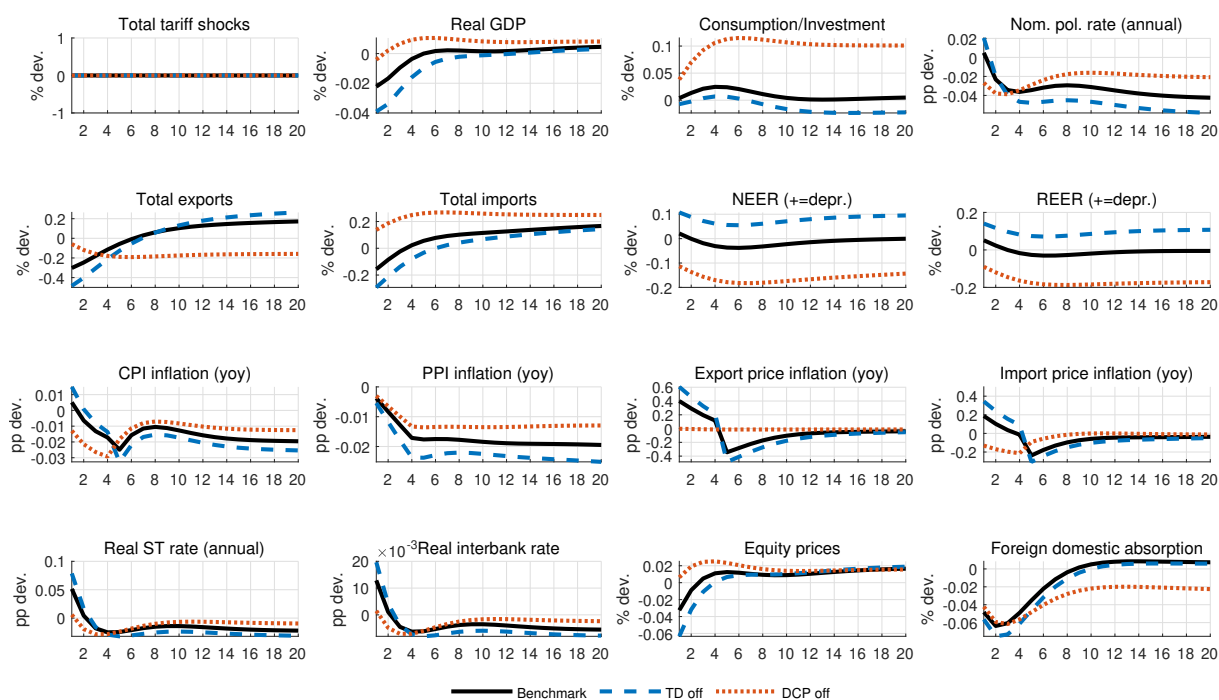 Total tariff shocks
% dev.
1
0
-1
2 4 6 8 10 12 14 16 18 20
Real GDP
% dev.
0
-0.02
-0.04
2 4 6 8 10 12 14 16 18 20
Consumption/Investment
% dev.
0.1
0.05
0
2 4 6 8 10 12 14 16 18 20
Nom. pol. rate (annual)
pp dev.
0.02
0
-0.02
-0.04
2 4 6 8 10 12 14 16 18 20
Total exports
% dev.
0.2
0
-0.2
-0.4
2 4 6 8 10 12 14 16 18 20
Total imports
% dev.
0.2
0
-0.2
2 4 6 8 10 12 14 16 18 20
NEER (+=depr.)
% dev.
0.1
0
-0.1
-0.2
2 4 6 8 10 12 14 16 18 20
REER (+=depr.)
% dev.
0.2
0
-0.2
2 4 6 8 10 12 14 16 18 20
CPI inflation (yoy)
pp dev.
0.01
0
-0.01
-0.02
-0.03
2 4 6 8 10 12 14 16 18 20
PPI inflation (yoy)
pp dev.
0
-0.01
-0.02
2 4 6 8 10 12 14 16 18 20
Export price inflation (yoy)
pp dev.
0.6
0.4
0.2
0
-0.2
-0.4
2 4 6 8 10 12 14 16 18 20
Import price inflation (yoy)
pp dev.
0.4
0.2
0
-0.2
2 4 6 8 10 12 14 16 18 20
Real ST rate (annual)
pp dev.
0.1
0.05
0
2 4 6 8 10 12 14 16 18 20
×10⁻³ Real interbank rate
pp dev.
20
10
0
2 4 6 8 10 12 14 16 18 20
Equity prices
% dev.
0.02
0
-0.02
-0.04
-0.06
2 4 6 8 10 12 14 16 18 20
Foreign domestic absorption
% dev.
0
-0.02
-0.04
-0.06
2 4 6 8 10 12 14 16 18 20
Benchmark TD off DCP off